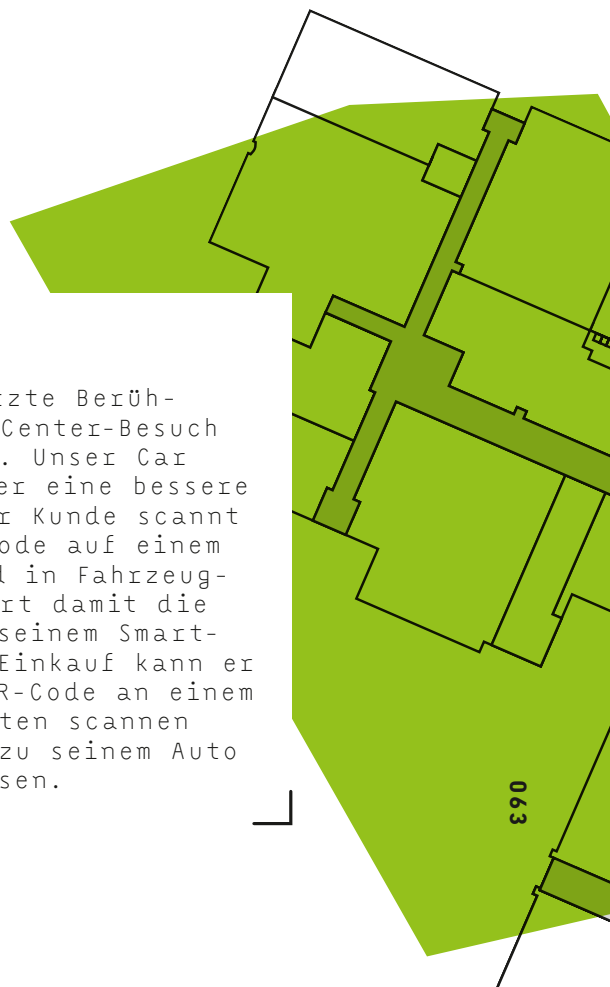 tzte Berüh-
Center-Besuch
. Unser Car
er eine bessere
r Kunde scannt
ode auf einem
l in Fahrzeug-
rt damit die
seinem Smart-
Einkauf kann er
R-Code an einem
ten scannen
zu seinem Auto
sen.
063